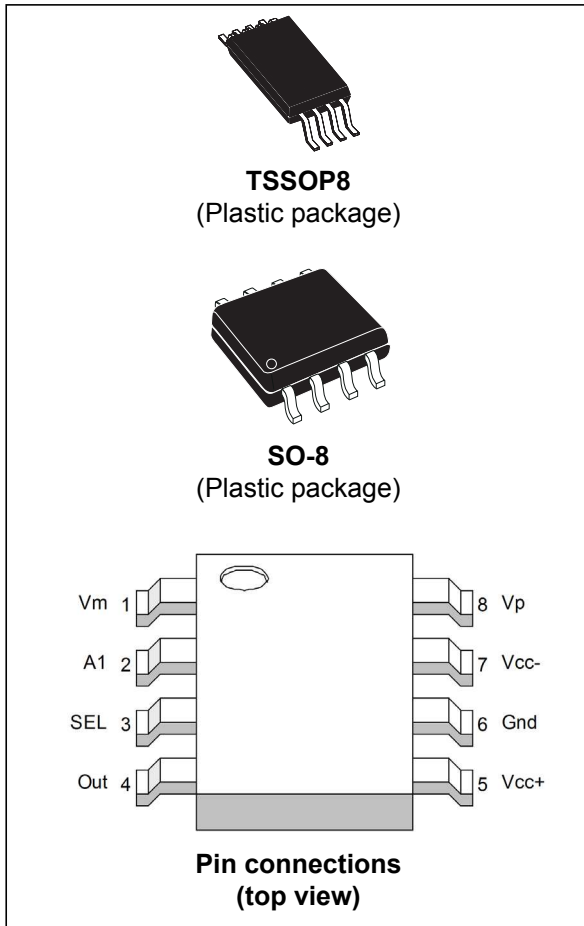 TSSOP8
(Plastic package)
SO-8
(Plastic package)
Vm 1
8 Vp
A1 2
7 Vcc-
SEL 3
6 Gnd
Out 4
5 Vcc+
Pin connections
(top view)